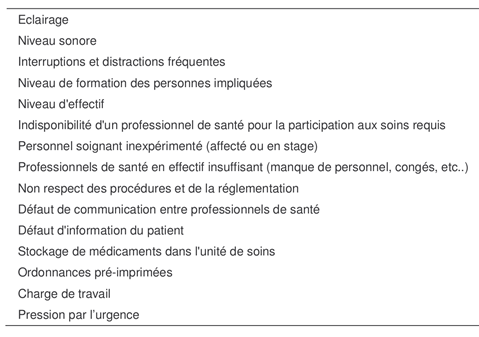 Eclairage
Niveau sonore
Interruptions et distractions fréquentes
Niveau de formation des personnes impliquées
Niveau d'effectif
Indisponibilité d'un professionnel de santé pour la participation aux soins requis
Personnel soignant inexpérimenté (affecté ou en stage)
Professionnels de santé en effectif insuffisant (manque de personnel, congés, etc..)
Non respect des procédures et de la réglementation
Défaut de communication entre professionnels de santé
Défaut d'information du patient
Stockage de médicaments dans l'unité de soins
Ordonnances pré-imprimées
Charge de travail
Pression par l’urgence